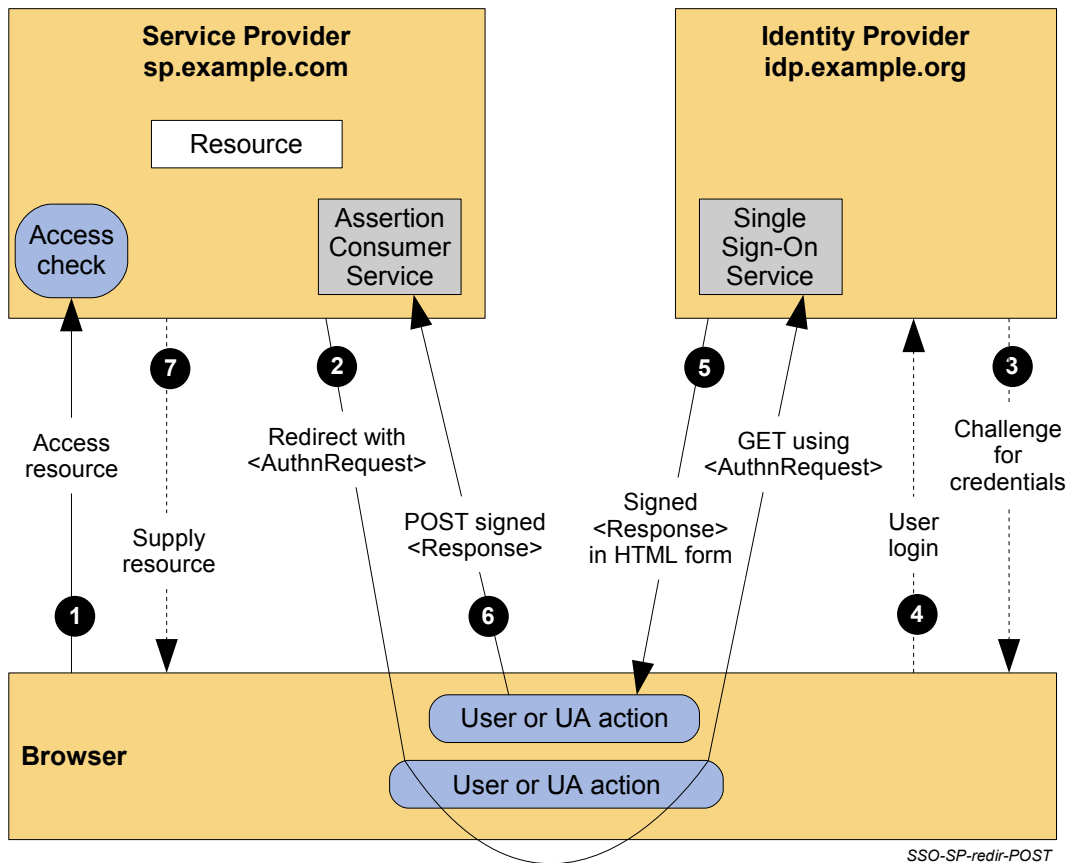 Service Provider
sp.example.com
Identity Provider
idp.example.org
Resource
Access
check
Assertion
Consumer
Service
Single
Sign-On
Service
7
2
5
3
Access
resource
Redirect with
<AuthnRequest>
GET using
<AuthnRequest>
Challenge
for
credentials
Supply
resource
POST signed
<Response>
Signed
<Response>
in HTML form
User
login
1
6
4
User or UA action
Browser
User or UA action
SSO-SP-redir-POST